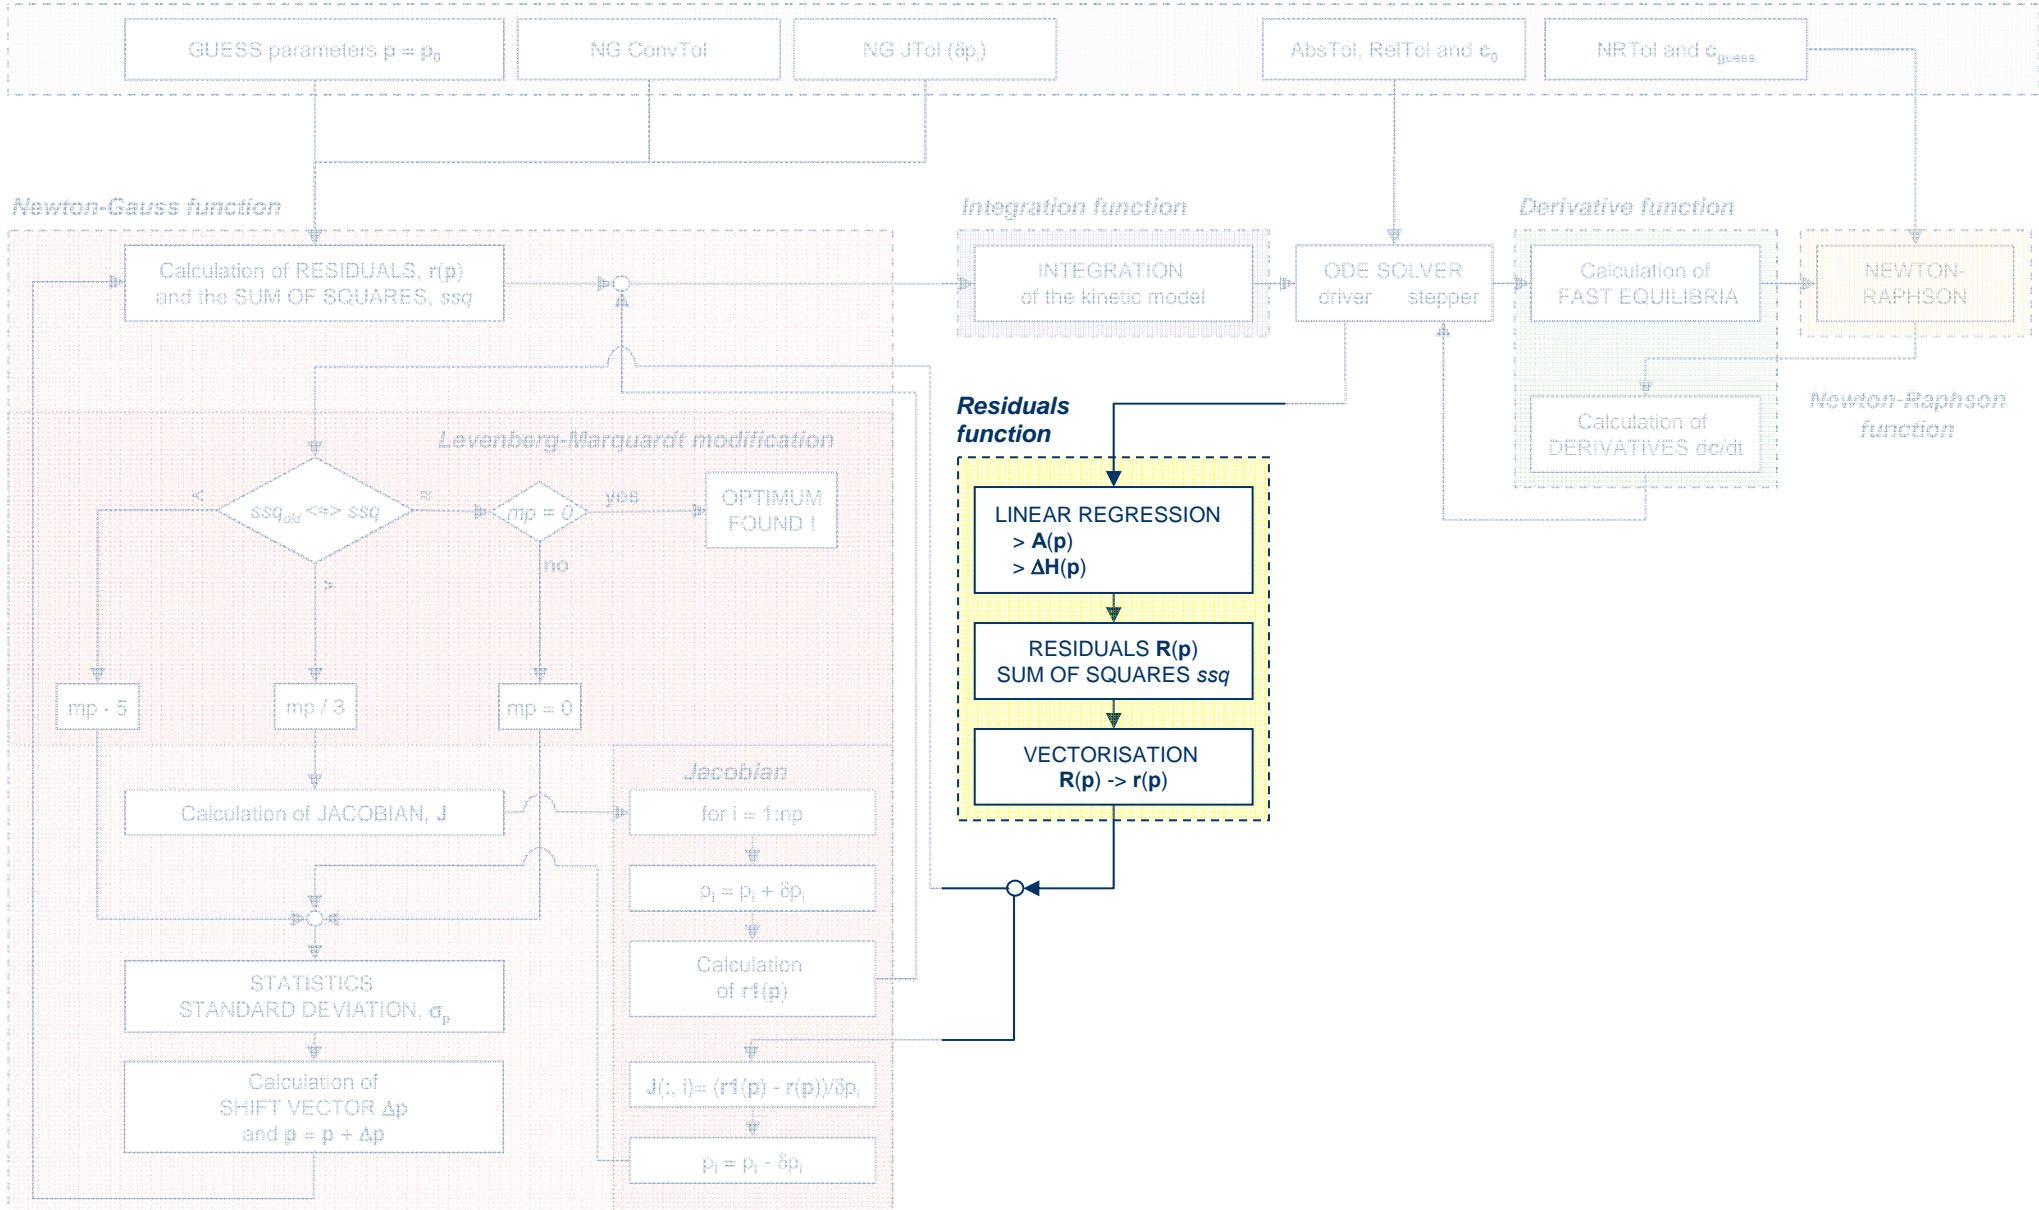 GUESS parameters p = p0
NG ConvTol
NG JTol (δpi)
AbsTol, RelTol and c0
NRTol and cguess
Newton-Gauss function
Integration function
Derivative function
Calculation of RESIDUALS, r(p)
and the SUM OF SQUARES, ssq
INTEGRATION
of the kinetic model
ODE SOLVER
driver stepper
Calculation of
FAST EQUILIBRIA
NEWTON-
RAPHSON
Newton-Raphson
function
Calculation of
DERIVATIVES dc/dt
Residuals
function
Levenberg-Marquardt modification
<
ssqold <=> ssq
≈
mp = 0
yes
OPTIMUM
FOUND !
no
>
LINEAR REGRESSION
> A(p)
> ΔH(p)
RESIDUALS R(p)
SUM OF SQUARES ssq
VECTORISATION
R(p) -> r(p)
mp · 5
mp / 3
mp = 0
Jacobian
Calculation of JACOBIAN, J
for i = 1:np
pi = pi + δpi
Calculation
of r1(p)
STATISTICS
STANDARD DEVIATION, σp
Calculation of
SHIFT VECTOR Δp
and p = p + Δp
J(:, i)= (r1(p) - r(p))/δpi
pi = pi - δpi